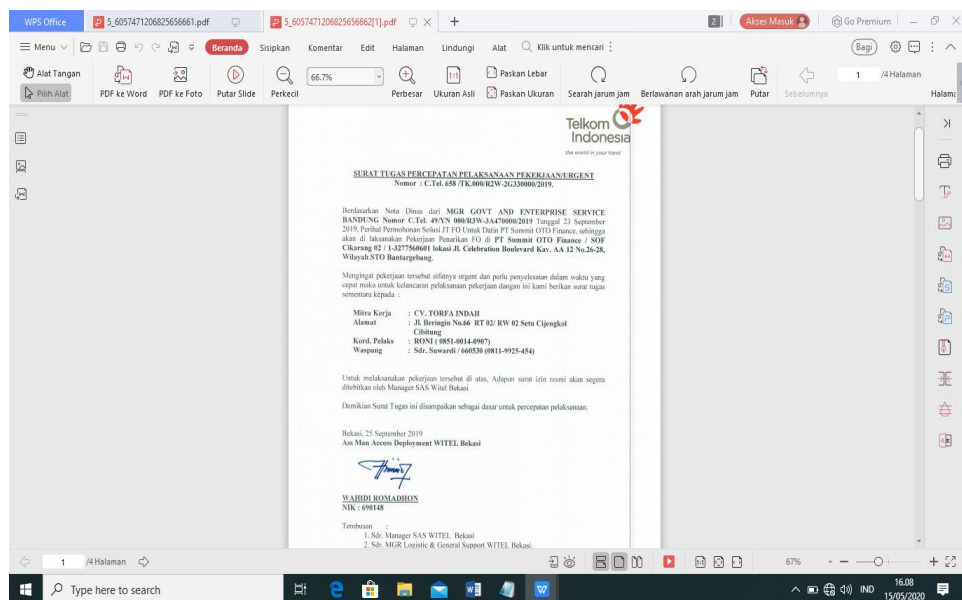 WPS Office
5_6057471206825656661.pdf
5_6057471206825656662[1].pdf
2
Akses Masuk
Go Premium
Menu
Beranda
Sisipkan
Komentar
Edit
Halaman
Lindungi
Alat
Klik untuk mencari
Bagi
Alat Tangan
Pilih Alat
PDF ke Word
PDF ke Foto
Putar Slide
Perkecil
66.7%
Perbesar
1:1
Ukuran Asli
Paskan Lebar
Paskan Ukuran
Searah jarum jam
Berlawanan arah jarum jam
Putar
Sebelumnya
1 /4 Halaman
Halama
Telkom
Indonesia
the world in your hand
SURAT TUGAS PERCEPATAN PELAKSANAAN PEKERJAAN/URGENT
Nomor : C.Tel. 658 /TK.000/R2W-2G330000/2019.
Berdasarkan Nota Dinas dari MGR GOVT AND ENTERPRISE SERVICE
BANDUNG Nomor C.Tel. 49/YN 000/R3W-3A470000/2019 Tanggal 23 September
2019, Perihal Permohonan Solusi JT FO Untuk Datin PT Summit OTO Finance, sehingga
akan di laksanakan Pekerjaan Penarikan FO di PT Summit OTO Finance / SOF
Cikarang 02 / 1-3277560601 lokasi Jl. Celebration Boulevard Kav. AA 12 No.26-28,
Wilayah STO Bantargebang.
Mengingat pekerjaan tersebut sifatnya urgent dan perlu penyelesaian dalam waktu yang
cepat maka untuk kelancaran pelaksanaan pekerjaan dangan ini kami berikan surat tugas
sementara kepada :
Mitra Kerja : CV. TORFA INDAH
Alamat : Jl. Beringin No.66 RT 02/ RW 02 Setu Cijengkol
Cibitung
Kord. Pelaks : RONI ( 0851-0014-0907)
Waspang : Sdr. Suwardi / 660530 (0811-9925-454)
Untuk melaksanakan pekerjaan tersebut di atas, Adapun surat izin resmi akan segera
ditebitkan oleh Manager SAS Witel Bekasi
Demikian Surat Tugas ini disampaikan sebagai dasar untuk percepatan pelaksanaan.
Bekasi, 25 September 2019
Ass Man Access Deployment WITEL Bekasi
WAHIDI ROMADHON
NIK : 690148
Tembusan :
1. Sdr. Manager SAS WITEL Bekasi
2. Sdr. MGR Logistic & General Support WITEL Bekasi.
1 /4 Halaman
67%
Type here to search
IND
16.08
15/05/2020